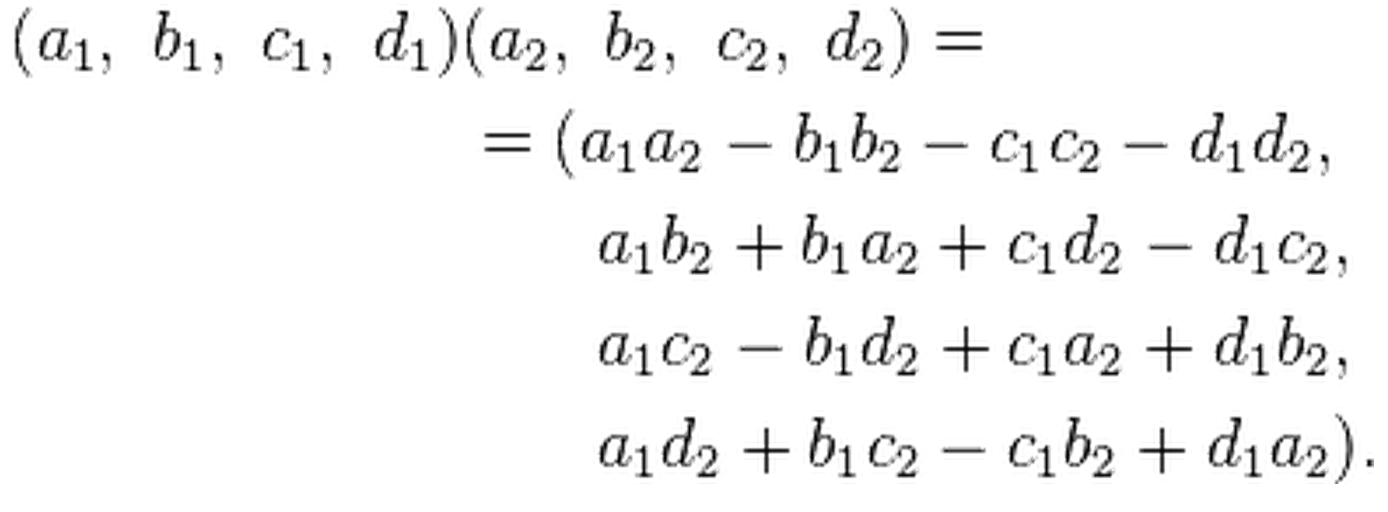 (a₁, b₁, c₁, d₁)(a₂, b₂, c₂, d₂) =
= (a₁a₂ − b₁b₂ − c₁c₂ − d₁d₂,
a₁b₂ + b₁a₂ + c₁d₂ − d₁c₂,
a₁c₂ − b₁d₂ + c₁a₂ + d₁b₂,
a₁d₂ + b₁c₂ − c₁b₂ + d₁a₂).